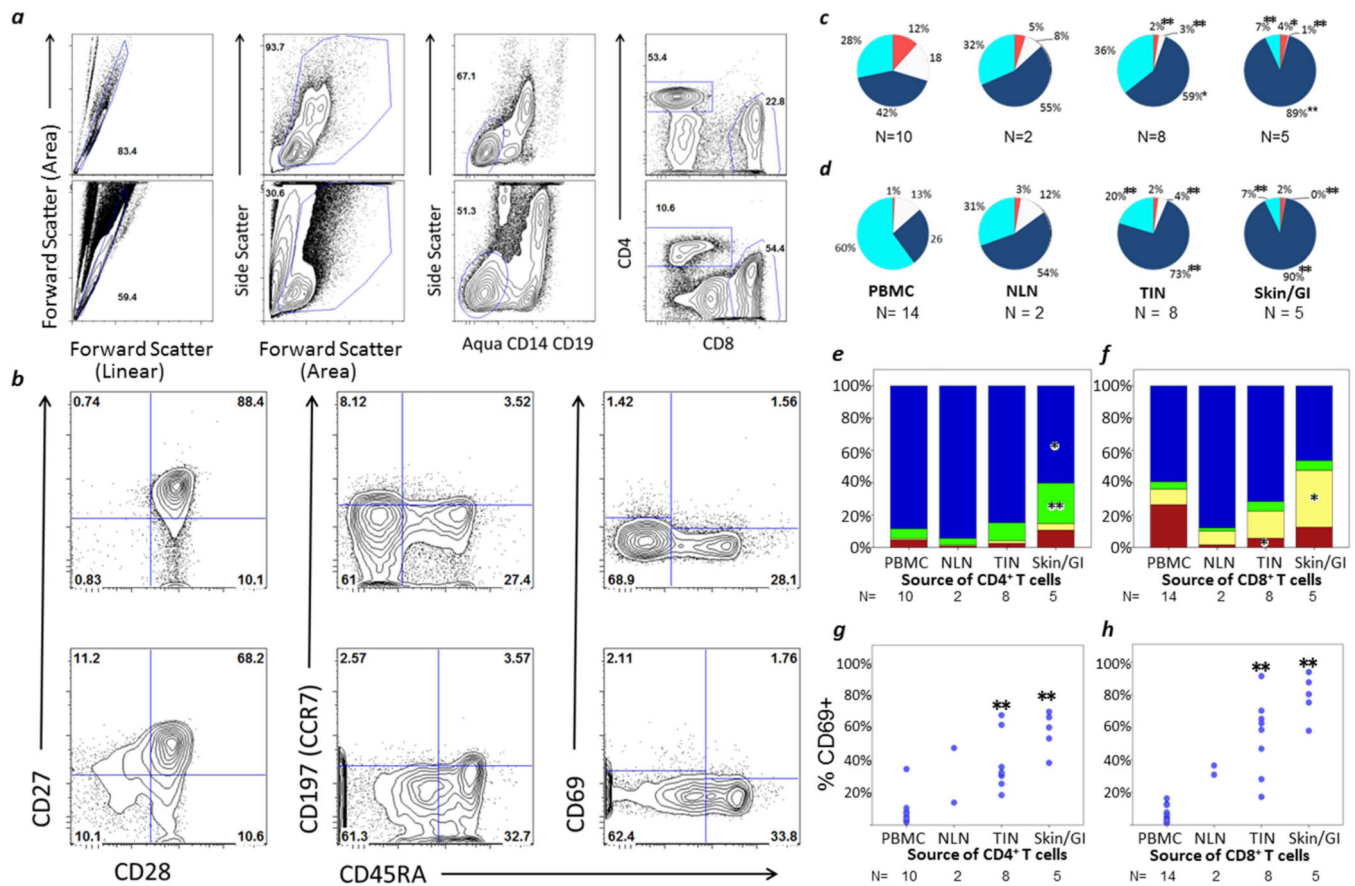 a
83.4
93.7
67.1
53.4
22.8
59.4
30.6
51.3
10.6
54.4
Forward Scatter (Area)
Side Scatter
Side Scatter
CD4
Forward Scatter
(Linear)
Forward Scatter
(Area)
Aqua CD14 CD19
CD8
b
0.74 88.4
0.83 10.1
8.12 3.52
61 27.4
1.42 1.56
68.9 28.1
11.2 68.2
10.1 10.6
2.57 3.57
61.3 32.7
2.11 1.76
62.4 33.8
CD27
CD197 (CCR7)
CD69
CD28
CD45RA
c
28% 12% 18 42%
N=10
32% 5% 8% 55%
N=2
36% 2%** 3%** 59%*
N=8
7%** 4%* 1%** 89%**
N=5
d
60% 1% 13% 26
PBMC
N= 14
31% 3% 12% 54%
NLN
N = 2
20%** 2% 4%** 73%**
TIN
N = 8
7%** 2% 0%** 90%**
Skin/GI
N = 5
e
100%
80%
60%
40%
20%
0%
*
**
PBMC NLN TIN Skin/GI
Source of CD4+ T cells
N= 10 2 8 5
f
100%
80%
60%
40%
20%
0%
*
*
PBMC NLN TIN Skin/GI
Source of CD8+ T cells
N= 14 2 8 5
g
% CD69+
100%
80%
60%
40%
20%
** **
PBMC NLN TIN Skin/GI
Source of CD4+ T cells
N= 10 2 8 5
h
100%
80%
60%
40%
20%
** **
PBMC NLN TIN Skin/GI
Source of CD8+ T cells
N= 14 2 8 5